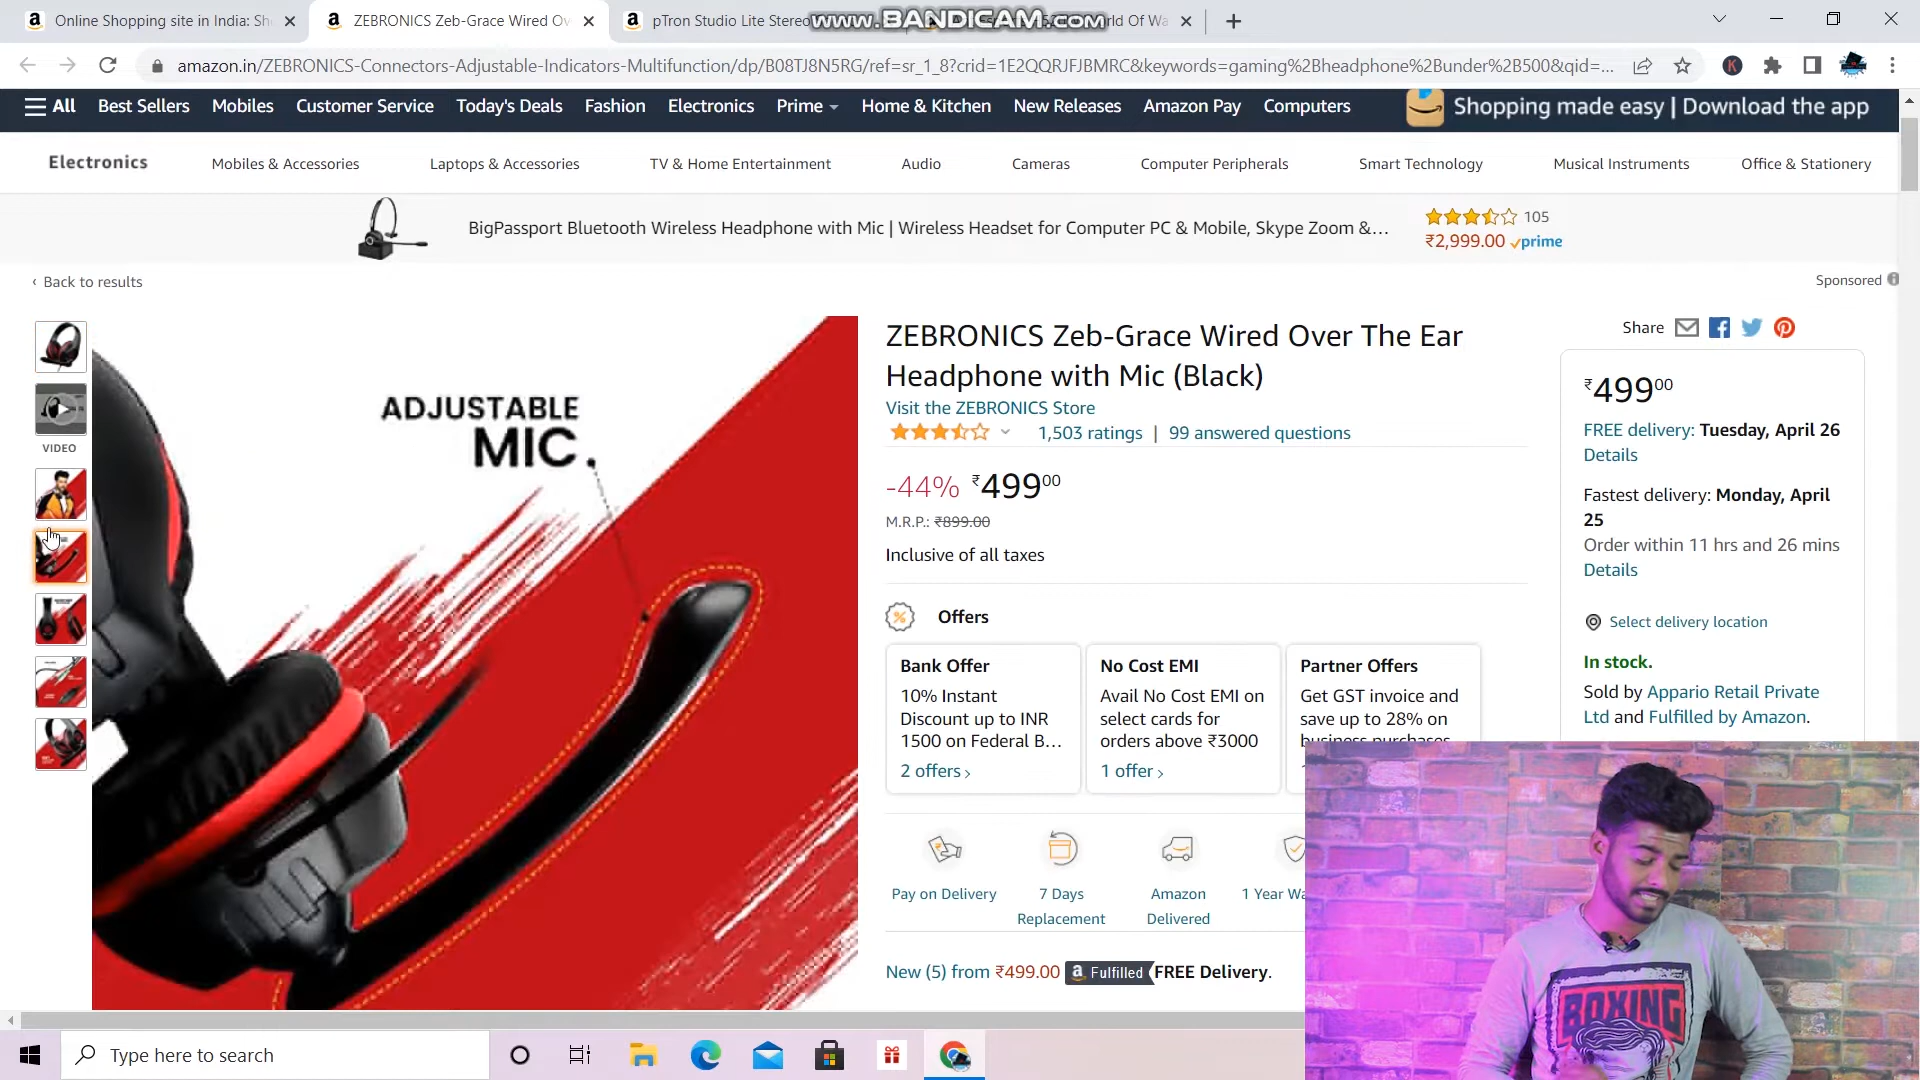 Online Shopping site in India: Sh
ZEBRONICS Zeb-Grace Wired Ov
pTron Studio Lite Stereo
www.BANDICAM.com
amazon.in/ZEBRONICS-Connectors-Adjustable-Indicators-Multifunction/dp/B08TJ8N5RG/ref=sr_1_8?crid=1E2QQRJFJBMRC&keywords=gaming%2Bheadphone%2Bunder%2B500&qid=...
K
All
Best Sellers
Mobiles
Customer Service
Today's Deals
Fashion
Electronics
Prime
Home & Kitchen
New Releases
Amazon Pay
Computers
Shopping made easy | Download the app
Electronics
Mobiles & Accessories
Laptops & Accessories
TV & Home Entertainment
Audio
Cameras
Computer Peripherals
Smart Technology
Musical Instruments
Office & Stationery
BigPassport Bluetooth Wireless Headphone with Mic | Wireless Headset for Computer PC & Mobile, Skype Zoom &...
105
₹2,999.00 prime
‹ Back to results
Sponsored
VIDEO
ADJUSTABLE
MIC
ZEBRONICS Zeb-Grace Wired Over The Ear
Headphone with Mic (Black)
Visit the ZEBRONICS Store
1,503 ratings | 99 answered questions
-44% ₹49900
M.R.P.: ₹899.00
Inclusive of all taxes
Offers
Bank Offer
10% Instant
Discount up to INR
1500 on Federal B...
2 offers ›
No Cost EMI
Avail No Cost EMI on
select cards for
orders above ₹3000
1 offer ›
Partner Offers
Get GST invoice and
save up to 28% on
business purchases
Pay on Delivery
7 Days
Replacement
Amazon
Delivered
1 Year Wa
New (5) from ₹499.00 a Fulfilled FREE Delivery.
Share
₹49900
FREE delivery: Tuesday, April 26
Details
Fastest delivery: Monday, April
25
Order within 11 hrs and 26 mins
Details
Select delivery location
In stock.
Sold by Appario Retail Private
Ltd and Fulfilled by Amazon.
BOXING
Type here to search